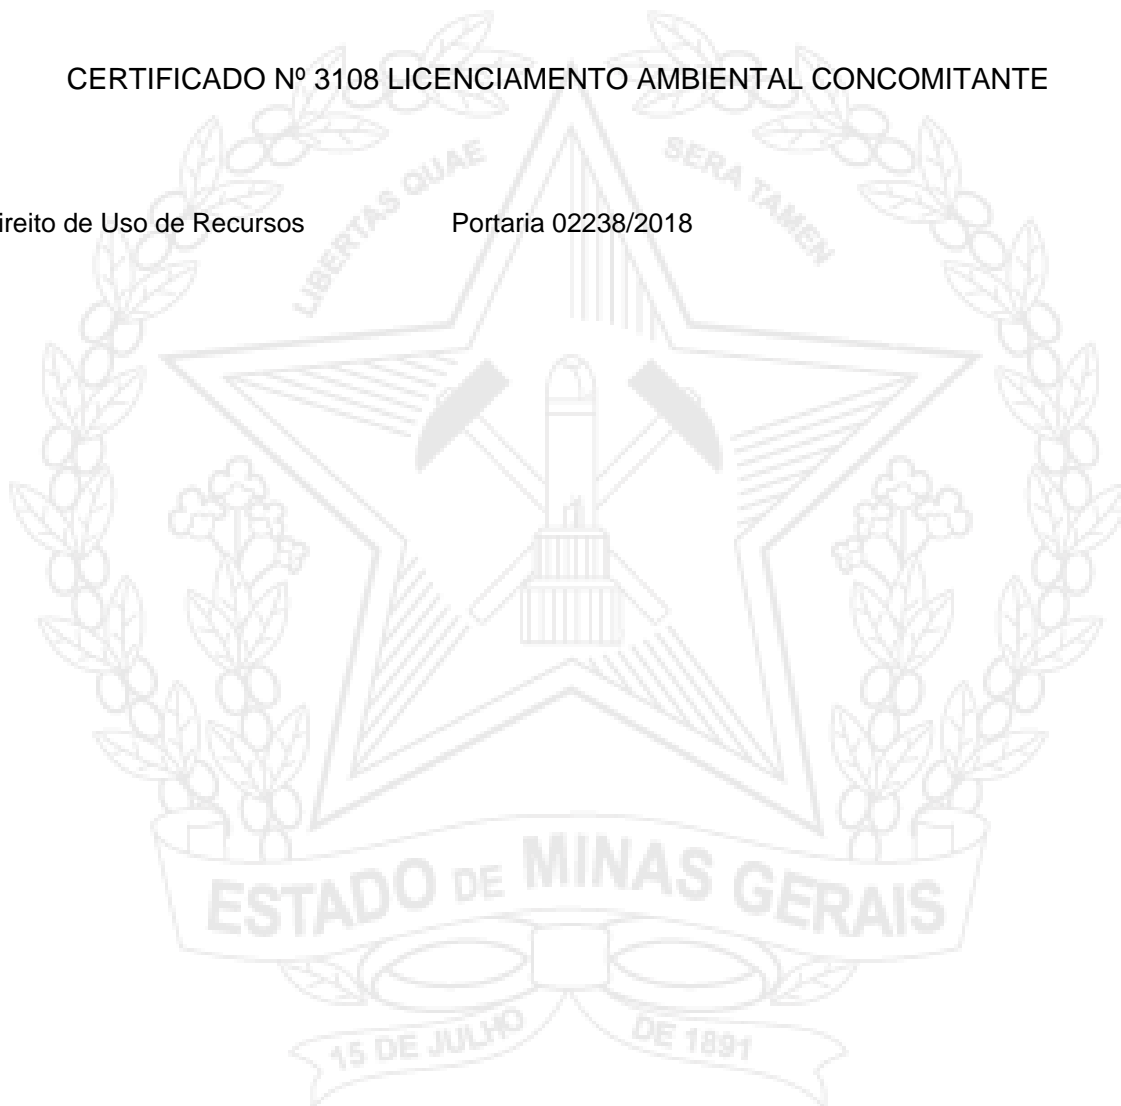 CERTIFICADO Nº 3108 LICENCIAMENTO AMBIENTAL CONCOMITANTE
LIBERTAS QUAE SERA TAMEN
ireito de Uso de Recursos Portaria 02238/2018
ESTADO DE MINAS GERAIS
15 DE JULHO DE 1891